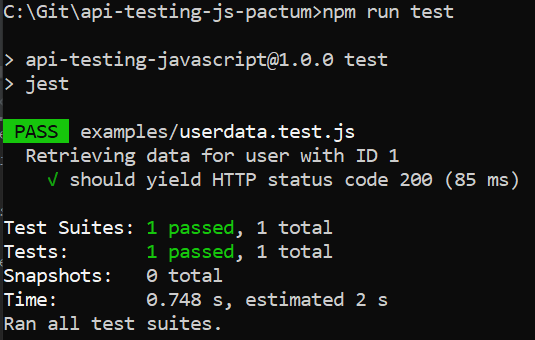 C:\Git\api-testing-js-pactum>npm run test
> api-testing-javascript@1.0.0 test
> jest
PASS examples/userdata.test.js
Retrieving data for user with ID 1
√ should yield HTTP status code 200 (85 ms)
Test Suites: 1 passed, 1 total
Tests: 1 passed, 1 total
Snapshots: 0 total
Time: 0.748 s, estimated 2 s
Ran all test suites.